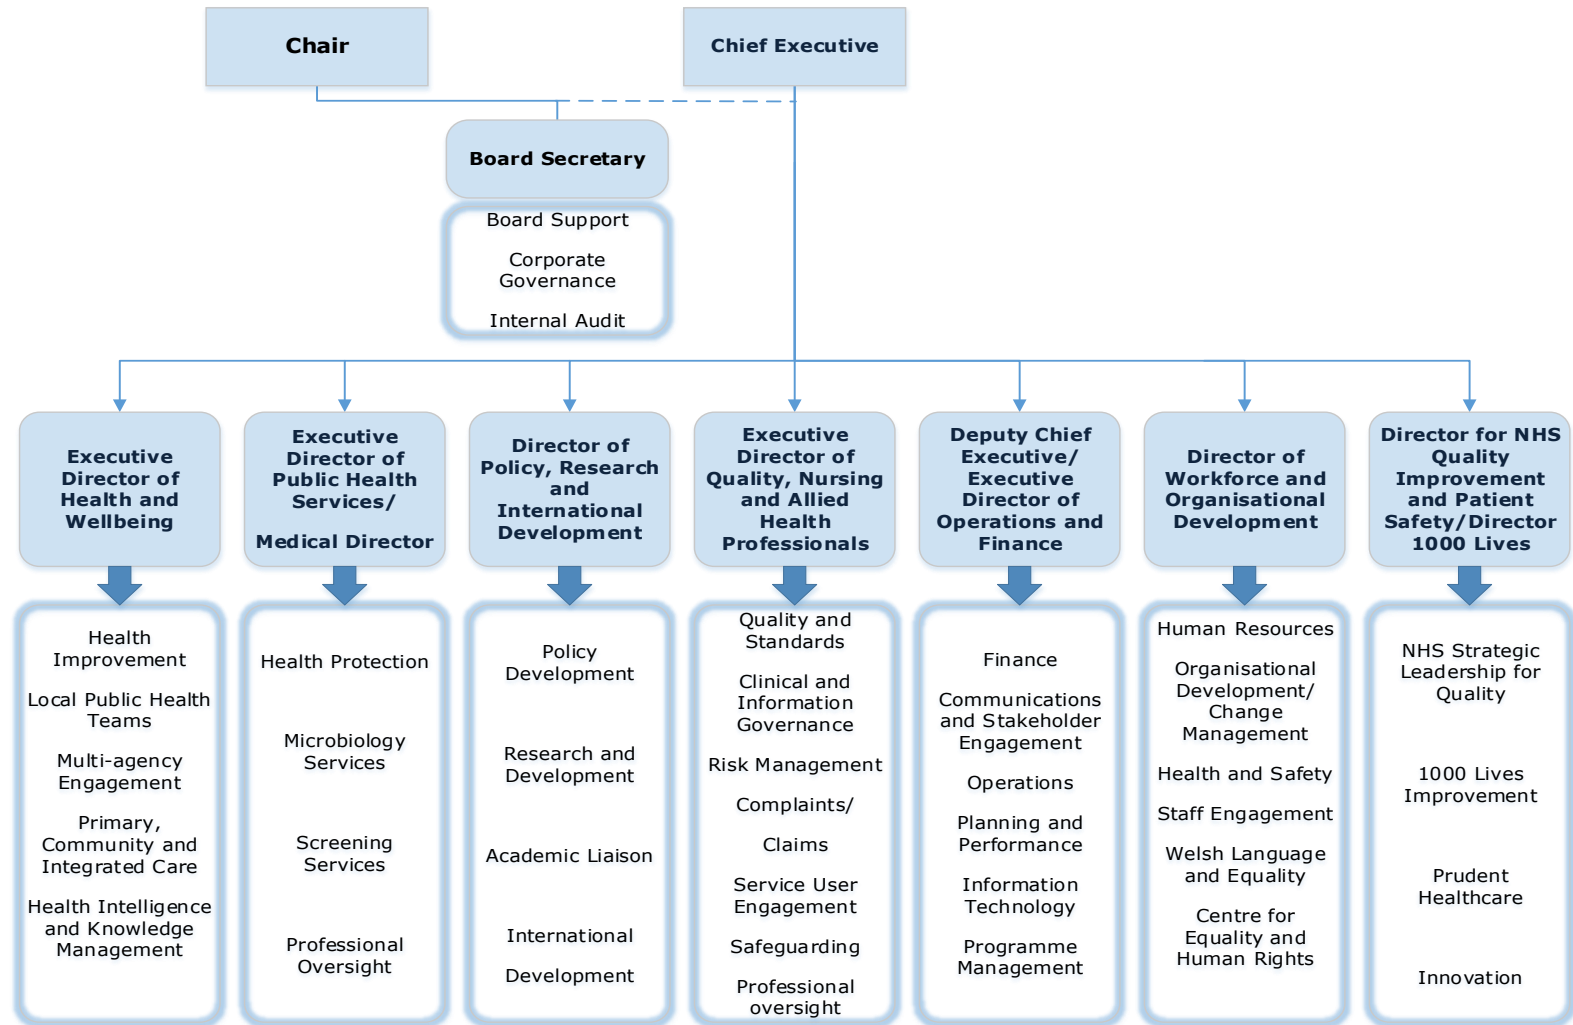 Chair
Chief Executive
Board Secretary
Board Support
Corporate
Governance
Internal Audit
Executive
Director of
Health and
Wellbeing
Health
Improvement
Local Public Health
Teams
Multi-agency
Engagement
Primary,
Community and
Integrated Care
Health Intelligence
and Knowledge
Management
Executive
Director of
Public Health
Services/
Medical Director
Health Protection
Microbiology
Services
Screening
Services
Professional
Oversight
Director of
Policy, Research
and
International
Development
Policy
Development
Research and
Development
Academic Liaison
International
Development
Executive
Director of
Quality, Nursing
and Allied
Health
Professionals
Quality and
Standards
Clinical and
Information
Governance
Risk Management
Complaints/
Claims
Service User
Engagement
Safeguarding
Professional
oversight
Deputy Chief
Executive/
Executive
Director of
Operations and
Finance
Finance
Communications
and Stakeholder
Engagement
Operations
Planning and
Performance
Information
Technology
Programme
Management
Director of
Workforce and
Organisational
Development
Human Resources
Organisational
Development/
Change
Management
Health and Safety
Staff Engagement
Welsh Language
and Equality
Centre for
Equality and
Human Rights
Director for NHS
Quality
Improvement
and Patient
Safety/Director
1000 Lives
NHS Strategic
Leadership for
Quality
1000 Lives
Improvement
Prudent
Healthcare
Innovation